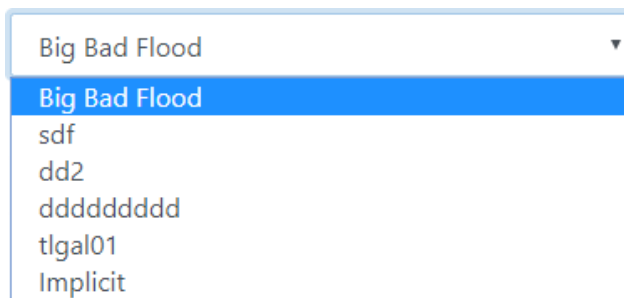 Big Bad Flood
Big Bad Flood
sdf
dd2
ddddddddd
tlgal01
Implicit